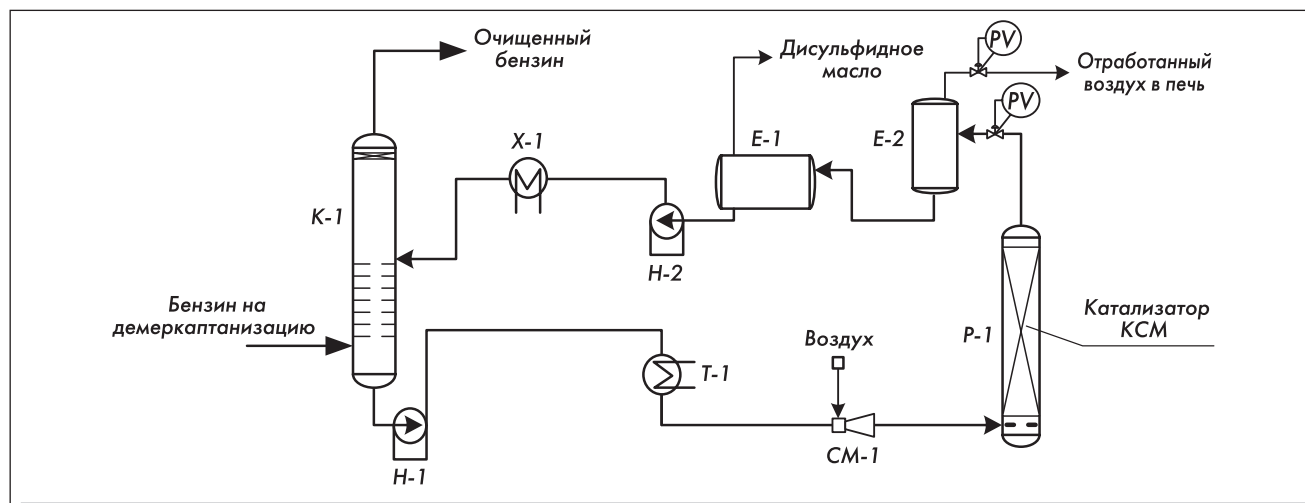 Очищенный
бензин
Дисульфидное
масло
PV
Отработанный
воздух в печь
PV
Х-1
Е-1
Е-2
К-1
Н-2
Бензин на
демеркаптанизацию
Катализатор
КСМ
Р-1
Воздух
Т-1
СМ-1
Н-1